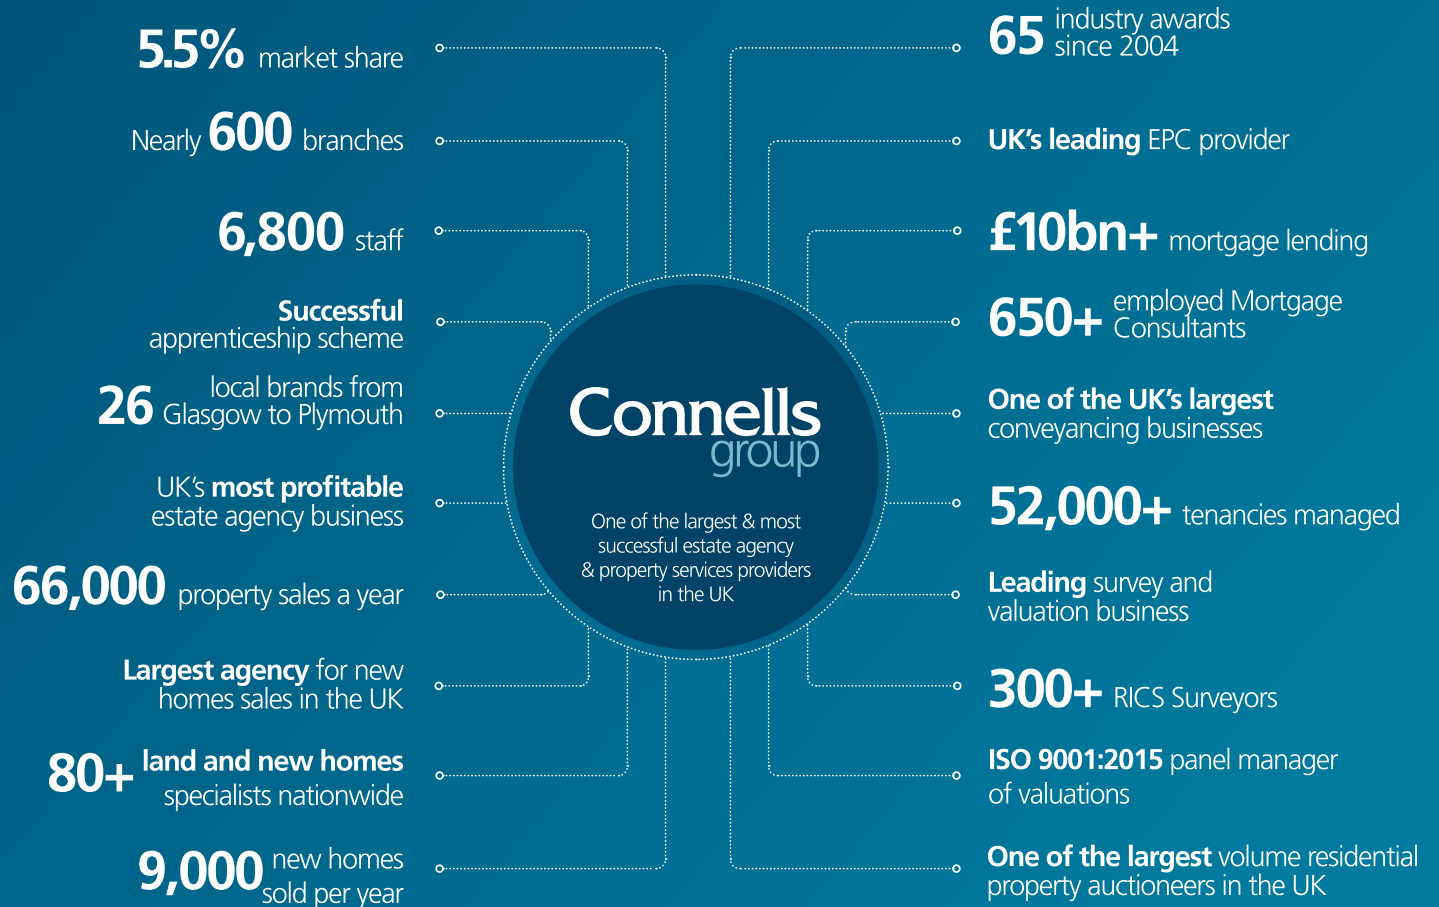 5.5% market share
Nearly 600 branches
6,800 staff
Successful
apprenticeship scheme
26 local brands from
Glasgow to Plymouth
UK's most profitable
estate agency business
66,000 property sales a year
Largest agency for new
homes sales in the UK
80+ land and new homes
specialists nationwide
9,000 new homes
sold per year
Connells
group
One of the largest & most
successful estate agency
& property services providers
in the UK
65 industry awards
since 2004
UK's leading EPC provider
£10bn+ mortgage lending
650+ employed Mortgage
Consultants
One of the UK's largest
conveyancing businesses
52,000+ tenancies managed
Leading survey and
valuation business
300+ RICS Surveyors
ISO 9001:2015 panel manager
of valuations
One of the largest volume residential
property auctioneers in the UK